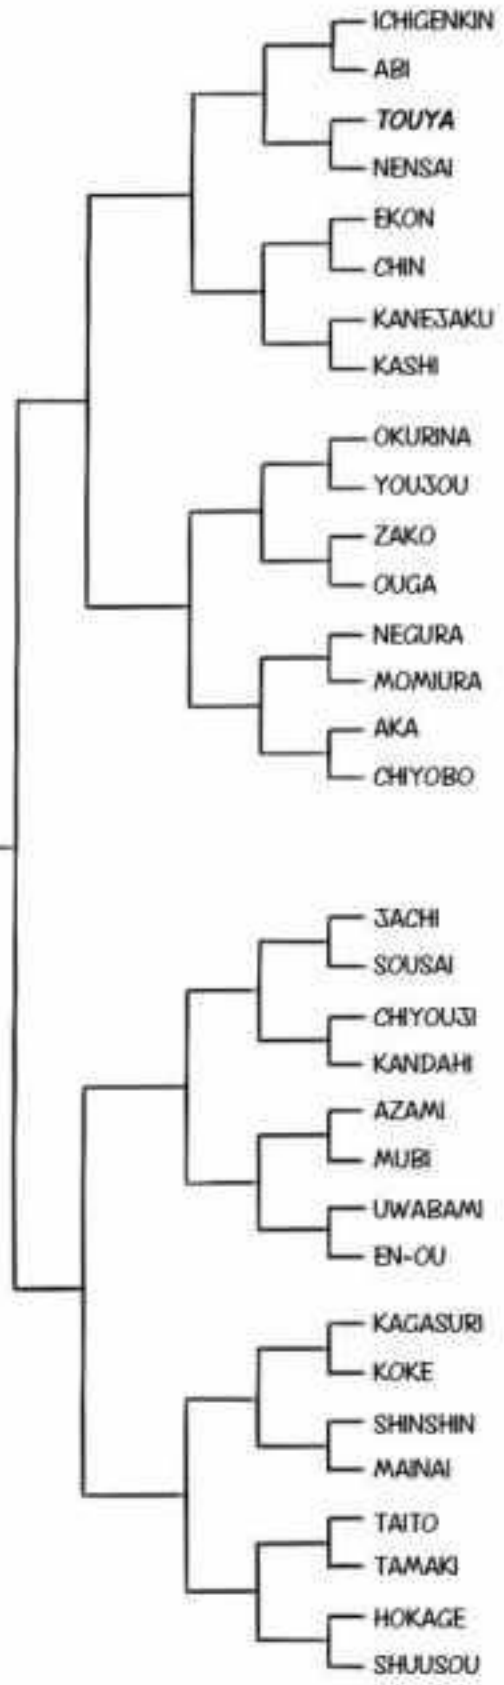 ICHIGENKIN
ABI
TOUYA
NENSAI
EKON
CHIN
KANEJAKU
KASHI
OKURINA
YOUJOU
ZAKO
OUGA
NEGURA
MOMIURA
AKA
CHIYOBO
JACHI
SOUSAI
CHIYOUJI
KANDAHI
AZAMI
MUBI
UWABAMI
EN-OU
KAGASURI
KOKE
SHINSHIN
MAINAI
TAITO
TAMAKI
HOKAGE
SHUUSOU